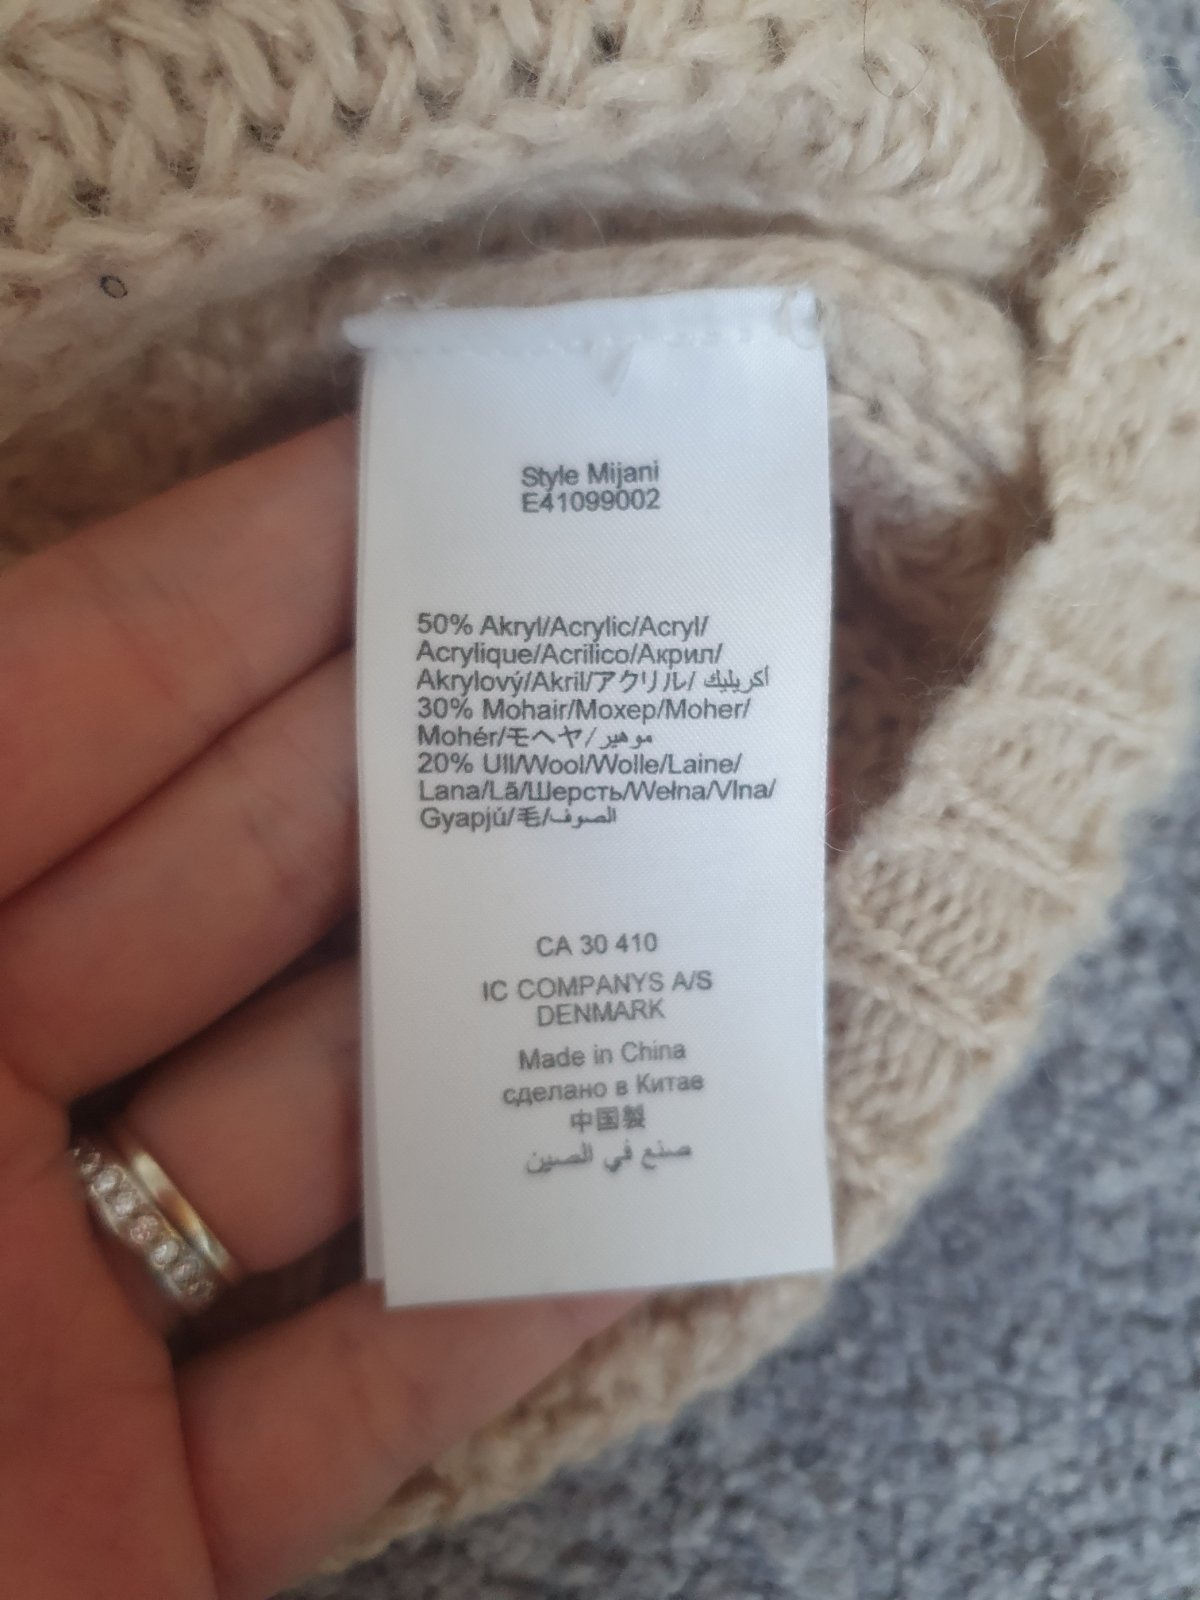 Style Mijani
E41099002
50% Akryl/Acrylic/Acryl/
Acrylique/Acrilico/Акрил/
Akrylový/Akril/アクリル/ أكريليك
30% Mohair/Мохер/Moher/
Mohér/モヘヤ/موهير
20% Ull/Wool/Wolle/Laine/
Lana/Lã/Шерсть/Wełna/Vlna/
Gyapjú/毛/الصوف
CA 30 410
IC COMPANYS A/S
DENMARK
Made in China
сделано в Китае
中国製
صنع في الصين